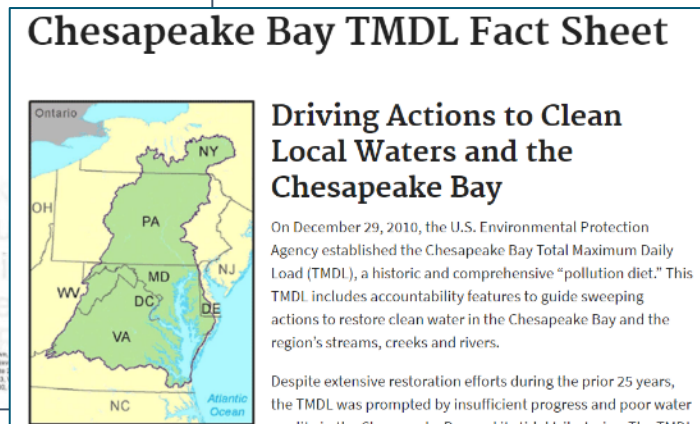 Chesapeake Bay TMDL Fact Sheet
Ontario
NY
OH
PA
NJ
MD
WV
DC
DE
VA
NC
Atlantic
Ocean
Driving Actions to Clean
Local Waters and the
Chesapeake Bay
On December 29, 2010, the U.S. Environmental Protection
Agency established the Chesapeake Bay Total Maximum Daily
Load (TMDL), a historic and comprehensive “pollution diet.” This
TMDL includes accountability features to guide sweeping
actions to restore clean water in the Chesapeake Bay and the
region’s streams, creeks and rivers.
Despite extensive restoration efforts during the prior 25 years,
the TMDL was prompted by insufficient progress and poor water